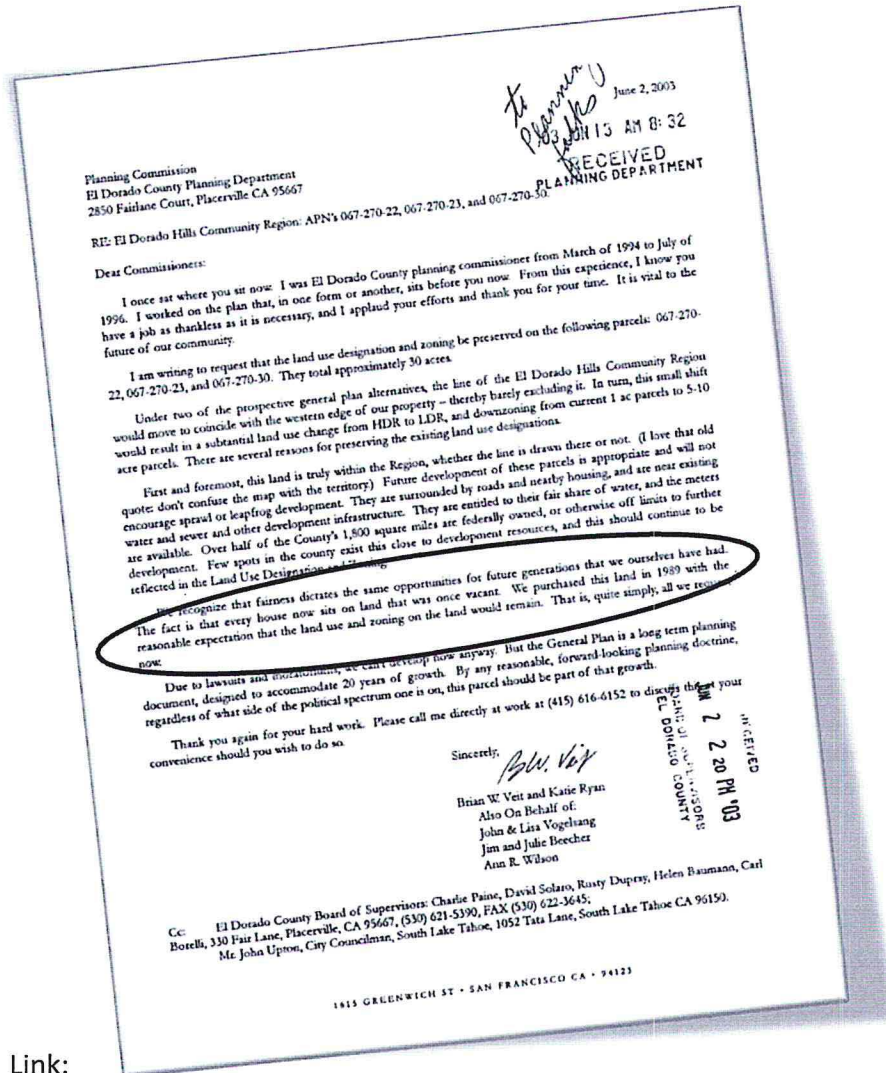 to
Planning
folks
June 2, 2003
03 JUN 13 AM 8: 32
RECEIVED
PLANNING DEPARTMENT
Planning Commission
El Dorado County Planning Department
2850 Fairlane Court, Placerville CA 95667
RE: El Dorado Hills Community Region: APN's 067-270-22, 067-270-23, and 067-270-30.
Dear Commissioners:
I once sat where you sit now. I was El Dorado County planning commissioner from March of 1994 to July of
1996. I worked on the plan that, in one form or another, sits before you now. From this experience, I know you
have a job as thankless as it is necessary, and I applaud your efforts and thank you for your time. It is vital to the
future of our community.
I am writing to request that the land use designation and zoning be preserved on the following parcels: 067-270-
22, 067-270-23, and 067-270-30. They total approximately 30 acres.
Under two of the prospective general plan alternatives, the line of the El Dorado Hills Community Region
would move to coincide with the western edge of our property – thereby barely excluding it. In turn, this small shift
would result in a substantial land use change from HDR to LDR, and downzoning from current 1 ac parcels to 5-10
acre parcels. There are several reasons for preserving the existing land use designations.
First and foremost, this land is truly within the Region, whether the line is drawn there or not. (I love that old
quote: don't confuse the map with the territory.) Future development of these parcels is appropriate and will not
encourage sprawl or leapfrog development. They are surrounded by roads and nearby housing, and are near existing
water and sewer and other development infrastructure. They are entitled to their fair share of water, and the meters
are available. Over half of the County's 1,800 square miles are federally owned, or otherwise off limits to further
development. Few spots in the county exist this close to development resources, and this should continue to be
reflected in the Land Use Designation and Zoning.
We recognize that fairness dictates the same opportunities for future generations that we ourselves have had.
The fact is that every house now sits on land that was once vacant. We purchased this land in 1989 with the
reasonable expectation that the land use and zoning on the land would remain. That is, quite simply, all we request
now.
Due to lawsuits and moratoriums, we can't develop now anyway. But the General Plan is a long term planning
document, designed to accommodate 20 years of growth. By any reasonable, forward-looking planning doctrine,
regardless of what side of the political spectrum one is on, this parcel should be part of that growth.
Thank you again for your hard work. Please call me directly at work at (415) 616-6152 to discuss this at your
convenience should you wish to do so.
Sincerely,
B.W. Veit
Brian W. Veit and Katie Ryan
Also On Behalf of:
John & Lisa Vogelsang
Jim and Julie Beecher
Ann R. Wilson
RECEIVED
JUN 2 2 20 PM '03
BOARD OF SUPERVISORS
EL DORADO COUNTY
Cc: El Dorado County Board of Supervisors: Charlie Paine, David Solaro, Rusty Dupray, Helen Baumann, Carl
Borelli, 330 Fair Lane, Placerville, CA 95667, (530) 621-5390, FAX (530) 622-3645;
Mr. John Upton, City Councilman, South Lake Tahoe, 1052 Tata Lane, South Lake Tahoe CA 96150.
1615 GREENWICH ST • SAN FRANCISCO CA • 94123
Link: